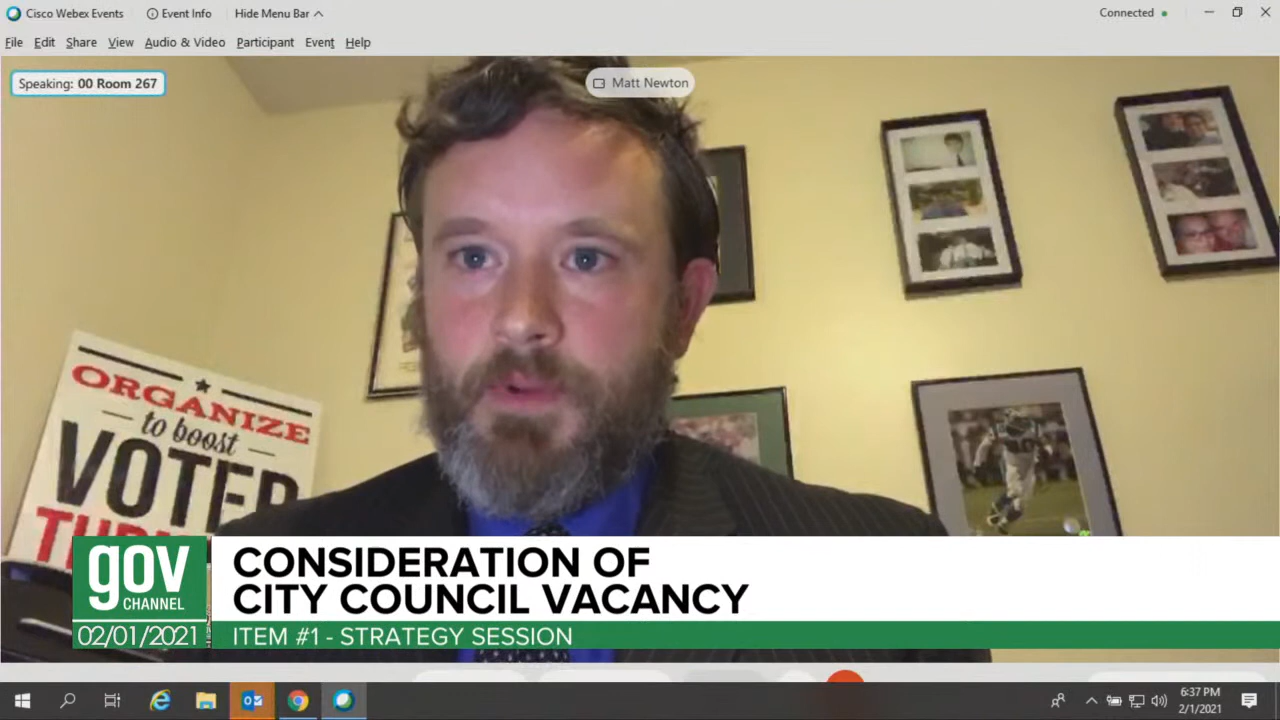 Cisco Webex Events
Event Info
Hide Menu Bar
Connected
File Edit Share View Audio & Video Participant Event Help
Speaking: 00 Room 267
Matt Newton
ORGANIZE
to boost
VOTER
gov
CHANNEL
02/01/2021
CONSIDERATION OF
CITY COUNCIL VACANCY
ITEM #1 - STRATEGY SESSION
6:37 PM
2/1/2021